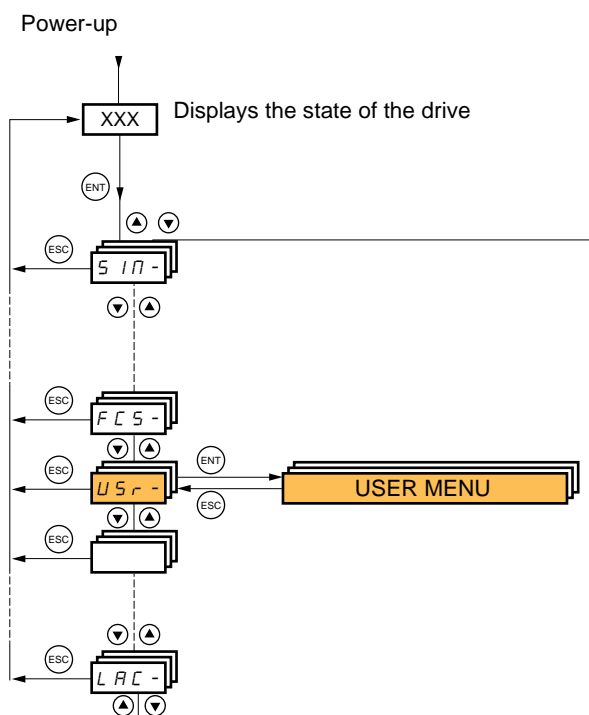 Power-up
XXX
Displays the state of the drive
ENT
ESC
SIM-
ESC
FCS-
ESC
USr-
ENT
USER MENU
ESC
ESC
ESC
LAC-